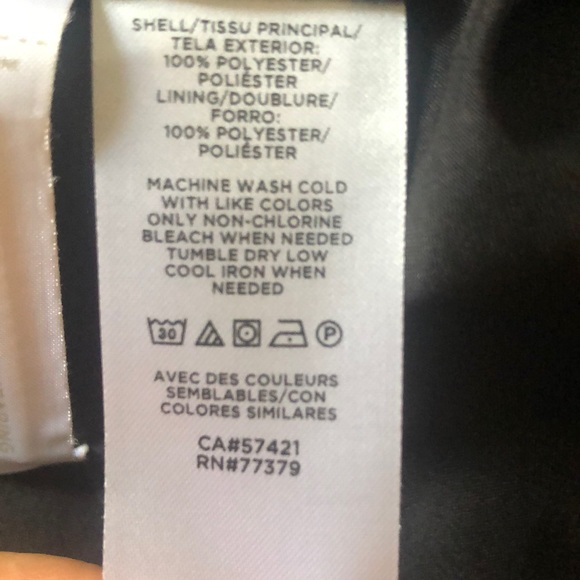 SHELL/TISSU PRINCIPAL/
TELA EXTERIOR:
100% POLYESTER/
POLIÉSTER
LINING/DOUBLURE/
FORRO:
100% POLYESTER/
POLIÉSTER
MACHINE WASH COLD
WITH LIKE COLORS
ONLY NON-CHLORINE
BLEACH WHEN NEEDED
TUMBLE DRY LOW
COOL IRON WHEN
NEEDED
30 P
AVEC DES COULEURS
SEMBLABLES/CON
COLORES SIMILARES
CA#57421
RN#77379